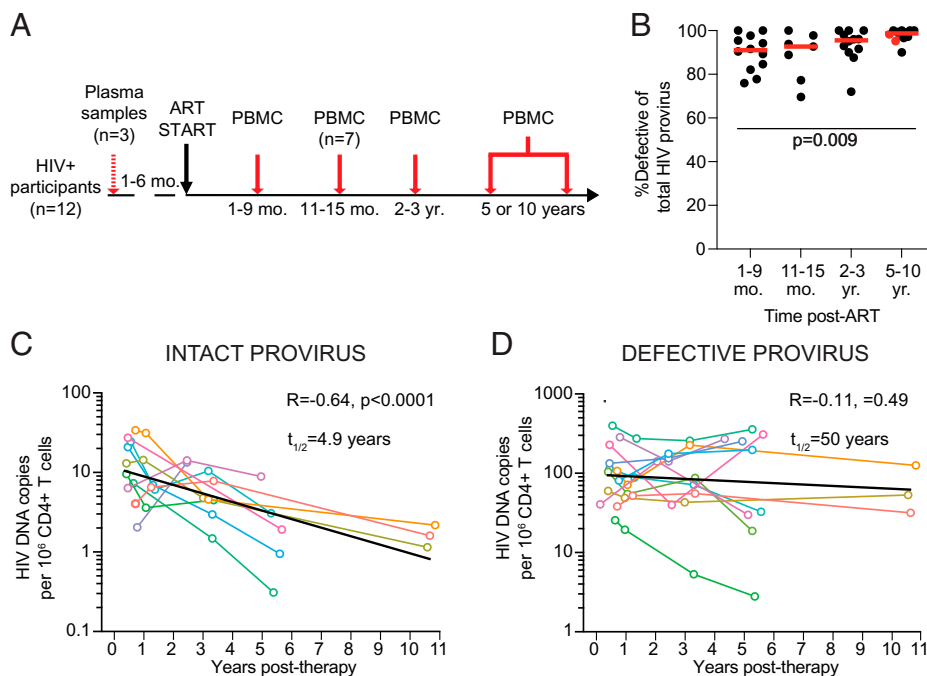 A
Plasma
samples
(n=3)
HIV+
participants
(n=12)
1-6 mo.
ART
START
PBMC
PBMC
(n=7)
PBMC
PBMC
1-9 mo.
11-15 mo.
2-3 yr.
5 or 10 years
B
%Defective of
total HIV provirus
100
80
60
40
20
0
p=0.009
1-9
mo.
11-15
mo.
2-3
yr.
5-10
yr.
Time post-ART
C
INTACT PROVIRUS
HIV DNA copies
per 10⁶ CD4+ T cells
100
10
1
0.1
R=-0.64, p<0.0001
t1/2=4.9 years
0 1 2 3 4 5 6 7 8 9 10 11
Years post-therapy
D
DEFECTIVE PROVIRUS
HIV DNA copies
per 10⁶ CD4+ T cells
1000
100
10
1
R=-0.11, =0.49
t1/2=50 years
0 1 2 3 4 5 6 7 8 9 10 11
Years post-therapy